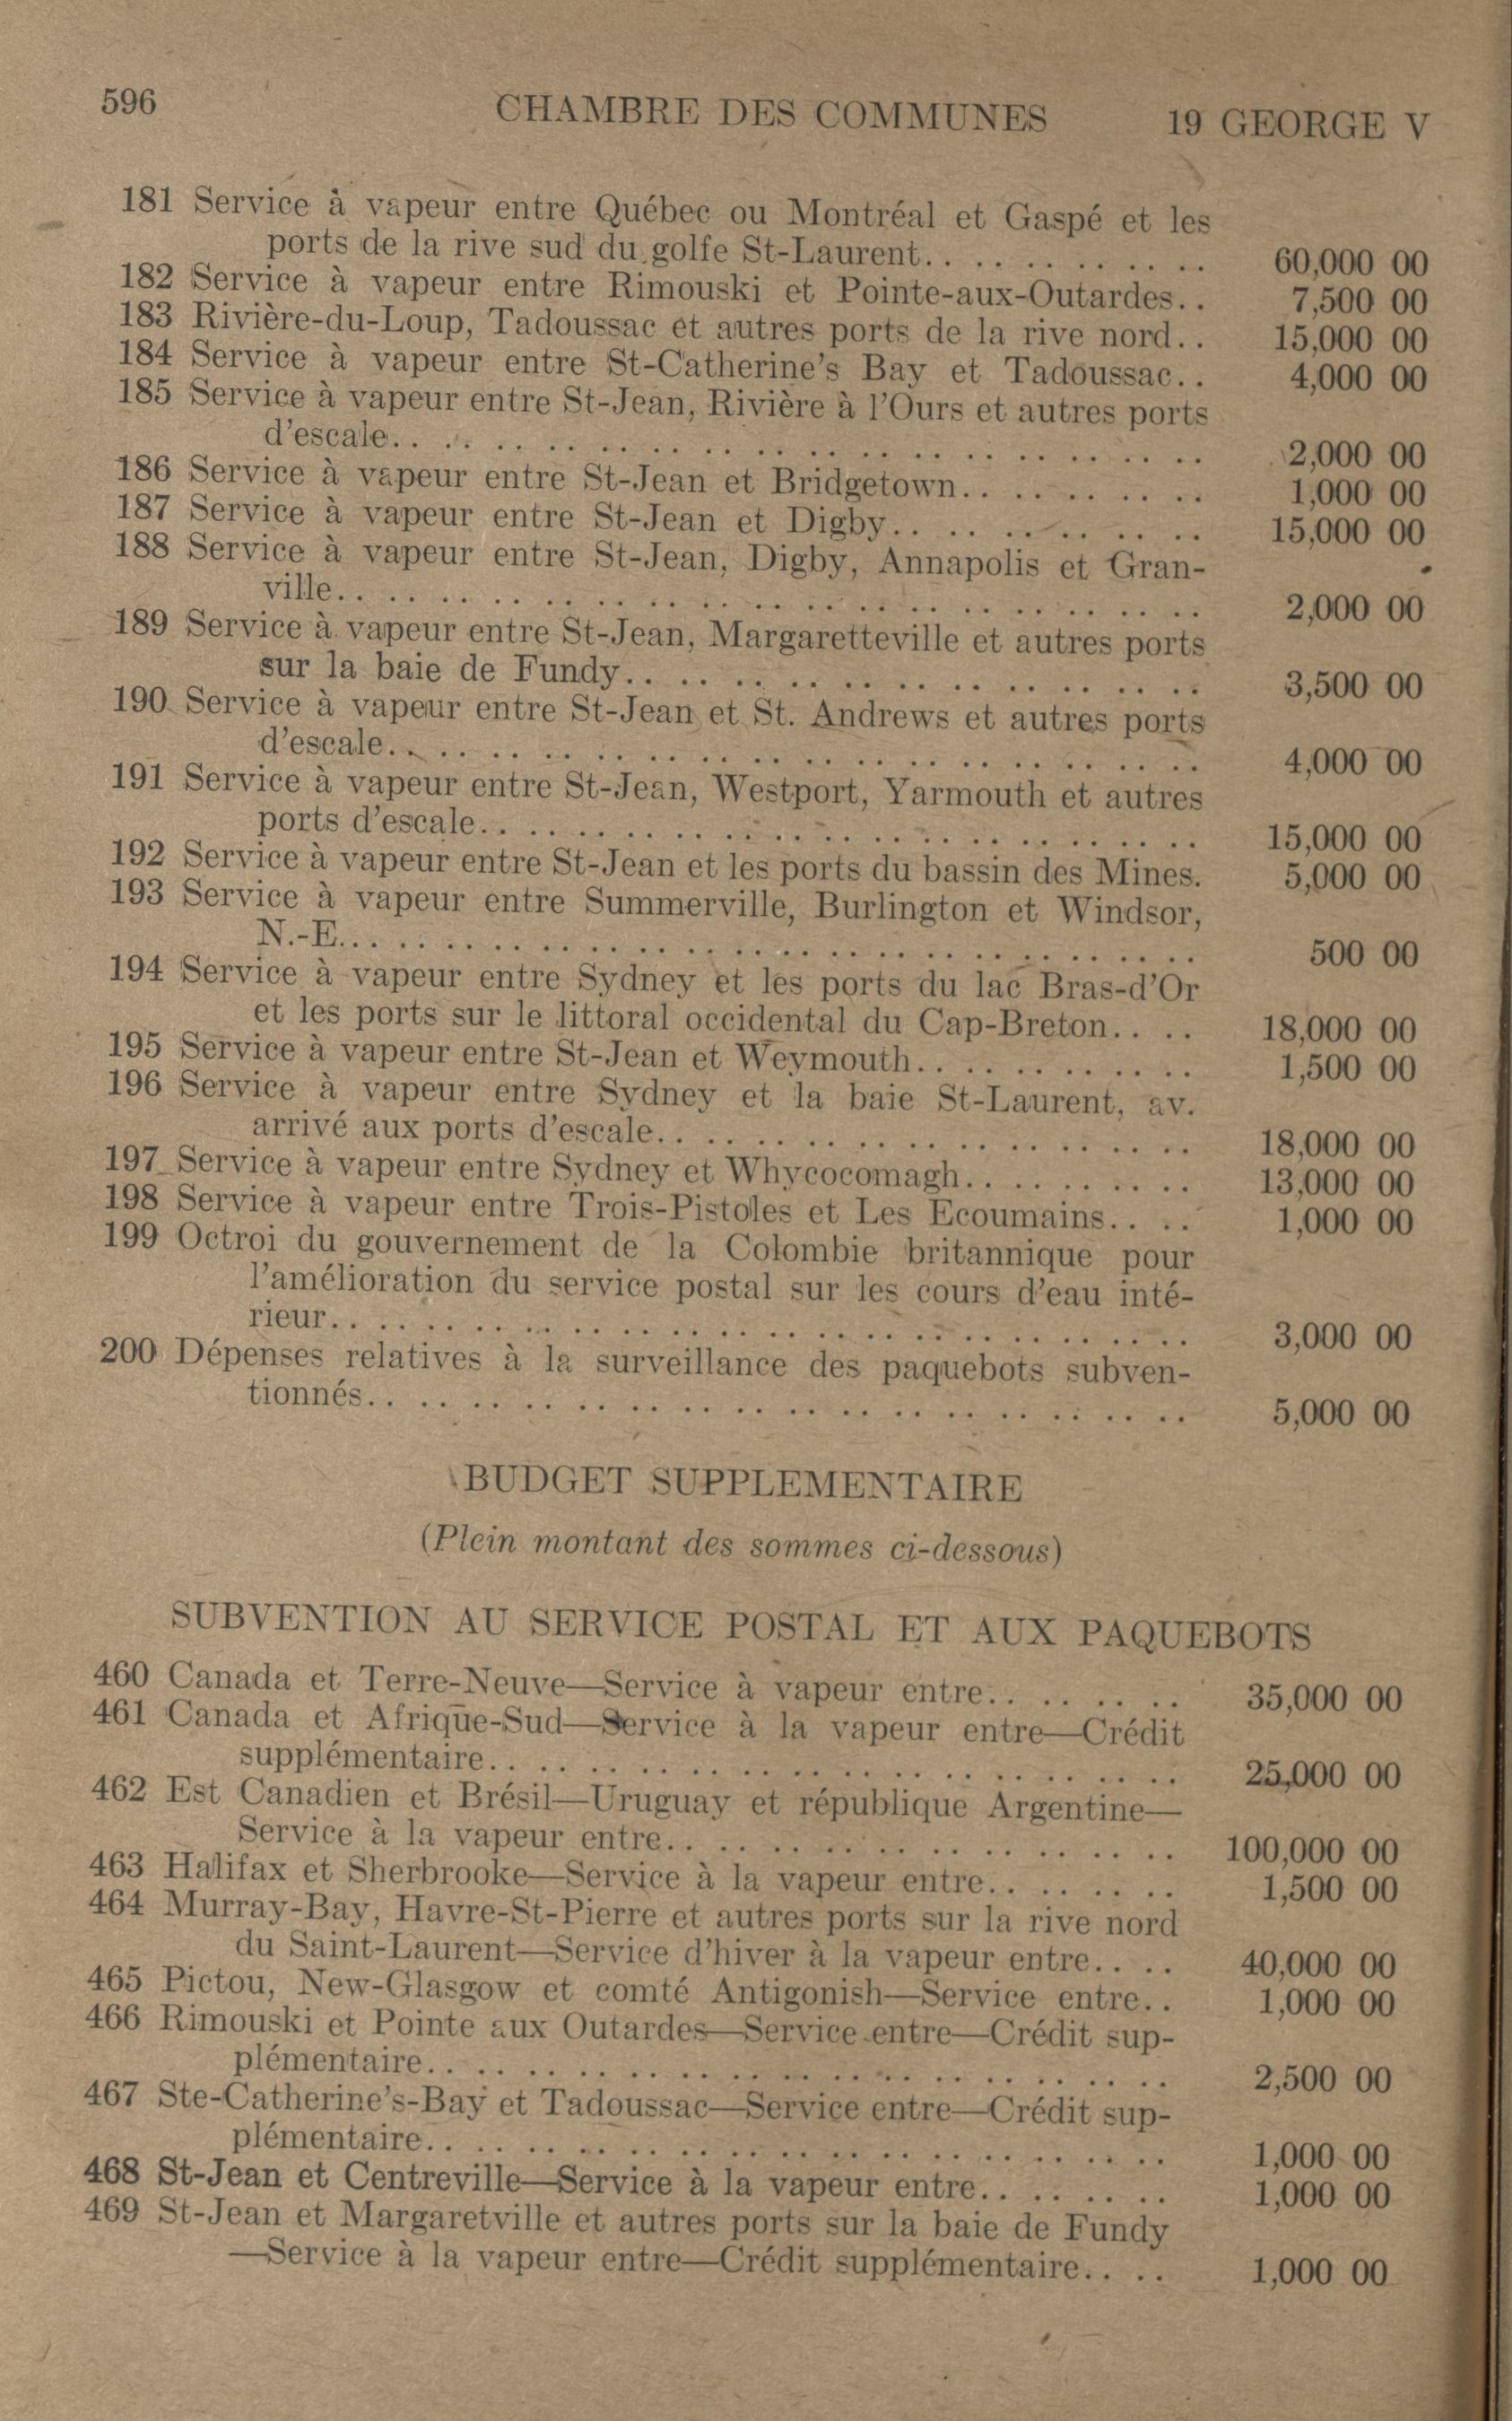 596 CHAMBRE DES COMMUNES 19 GEORGE V
181 Service à vapeur entre Québec ou Montréal et Gaspé et les
ports de la rive sud du golfe St-Laurent.. .. .. .. .. .. 60,000 00
182 Service à vapeur entre Rimouski et Pointe-aux-Outardes.. 7,500 00
183 Rivière-du-Loup, Tadoussac et autres ports de la rive nord.. 15,000 00
184 Service à vapeur entre St-Catherine's Bay et Tadoussac.. 4,000 00
185 Service à vapeur entre St-Jean, Rivière à l'Ours et autres ports
d'escale.. .. .. .. .. .. .. .. .. .. .. .. .. .. .. .. 2,000 00
186 Service à vapeur entre St-Jean et Bridgetown.. .. .. .. .. 1,000 00
187 Service à vapeur entre St-Jean et Digby.. .. .. .. .. .. .. 15,000 00
188 Service à vapeur entre St-Jean, Digby, Annapolis et Gran-
ville.. .. .. .. .. .. .. .. .. .. .. .. .. .. .. .. .. 2,000 00
189 Service à vapeur entre St-Jean, Margaretteville et autres ports
sur la baie de Fundy.. .. .. .. .. .. .. .. .. .. .. 3,500 00
190 Service à vapeur entre St-Jean et St. Andrews et autres ports
d'escale.. .. .. .. .. .. .. .. .. .. .. .. .. .. .. .. 4,000 00
191 Service à vapeur entre St-Jean, Westport, Yarmouth et autres
ports d'escale.. .. .. .. .. .. .. .. .. .. .. .. .. .. .. 15,000 00
192 Service à vapeur entre St-Jean et les ports du bassin des Mines. 5,000 00
193 Service à vapeur entre Summerville, Burlington et Windsor,
N.-E... .. .. .. .. .. .. .. .. .. .. .. .. .. .. .. .. .. 500 00
194 Service à vapeur entre Sydney et les ports du lac Bras-d'Or
et les ports sur le littoral occidental du Cap-Breton.. .. 18,000 00
195 Service à vapeur entre St-Jean et Weymouth.. .. .. .. .. .. 1,500 00
196 Service à vapeur entre Sydney et la baie St-Laurent, av.
arrivé aux ports d'escale.. .. .. .. .. .. .. .. .. .. .. 18,000 00
197 Service à vapeur entre Sydney et Whycocomagh.. .. .. .. .. 13,000 00
198 Service à vapeur entre Trois-Pistoles et Les Ecoumains.. .. 1,000 00
199 Octroi du gouvernement de la Colombie britannique pour
l'amélioration du service postal sur les cours d'eau inté-
rieur.. .. .. .. .. .. .. .. .. .. .. .. .. .. .. .. .. .. 3,000 00
200 Dépenses relatives à la surveillance des paquebots subven-
tionnés.. .. .. .. .. .. .. .. .. .. .. .. .. .. .. .. 5,000 00
BUDGET SUPPLEMENTAIRE
(Plein montant des sommes ci-dessous)
SUBVENTION AU SERVICE POSTAL ET AUX PAQUEBOTS
460 Canada et Terre-Neuve—Service à vapeur entre.. .. .. .. 35,000 00
461 Canada et Afrique-Sud—Service à la vapeur entre—Crédit
supplémentaire.. .. .. .. .. .. .. .. .. .. .. .. .. .. 25,000 00
462 Est Canadien et Brésil—Uruguay et république Argentine—
Service à la vapeur entre.. .. .. .. .. .. .. .. .. .. 100,000 00
463 Halifax et Sherbrooke—Service à la vapeur entre.. .. .. .. 1,500 00
464 Murray-Bay, Havre-St-Pierre et autres ports sur la rive nord
du Saint-Laurent—Service d'hiver à la vapeur entre.. .. 40,000 00
465 Pictou, New-Glasgow et comté Antigonish—Service entre.. 1,000 00
466 Rimouski et Pointe aux Outardes—Service entre—Crédit sup-
plémentaire.. .. .. .. .. .. .. .. .. .. .. .. .. .. .. 2,500 00
467 Ste-Catherine's-Bay et Tadoussac—Service entre—Crédit sup-
plémentaire.. .. .. .. .. .. .. .. .. .. .. .. .. .. .. 1,000 00
468 St-Jean et Centreville—Service à la vapeur entre.. .. .. .. 1,000 00
469 St-Jean et Margaretville et autres ports sur la baie de Fundy
—Service à la vapeur entre—Crédit supplémentaire.. .. 1,000 00